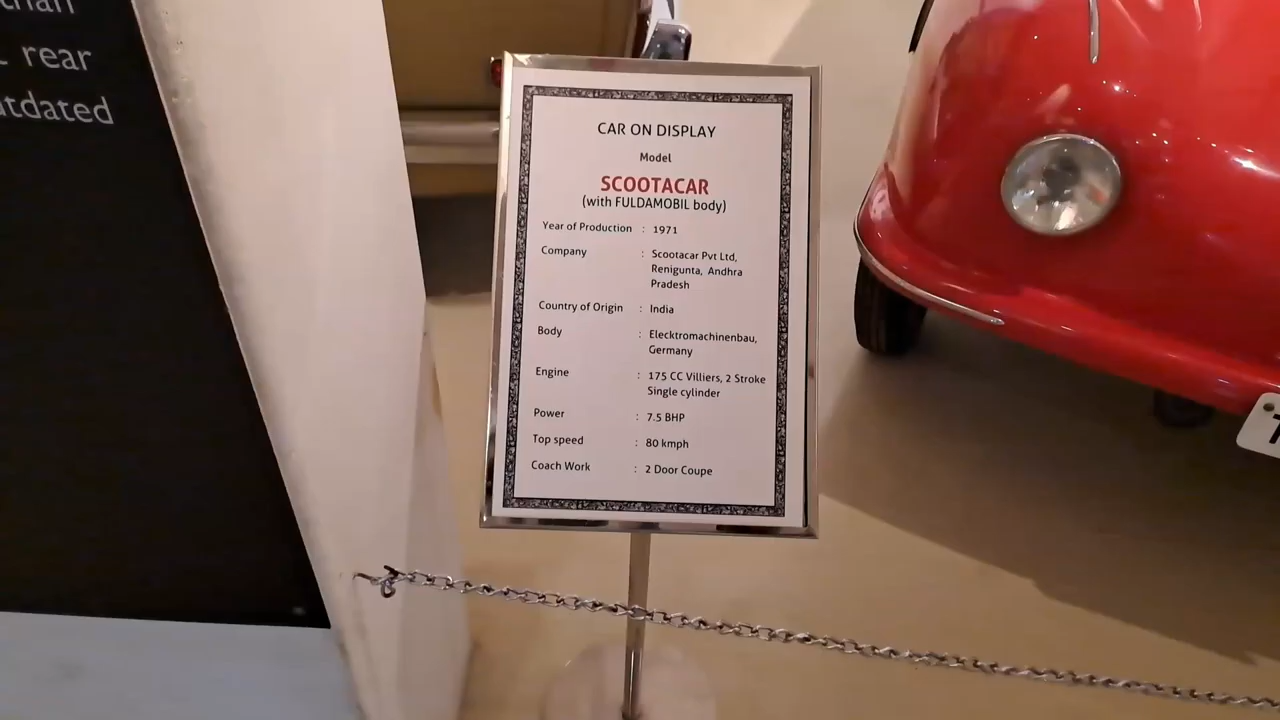 rear
CAR ON DISPLAY
Model
SCOOTACAR
(with FULDAMOBIL body)
Year of Production : 1971
Company : Scootacar Pvt Ltd,
Renigunta, Andhra
Pradesh
Country of Origin : India
Body : Elecktromachinenbau,
Germany
Engine : 175 CC Villiers, 2 Stroke
Single cylinder
Power : 7.5 BHP
Top speed : 80 kmph
Coach Work : 2 Door Coupe